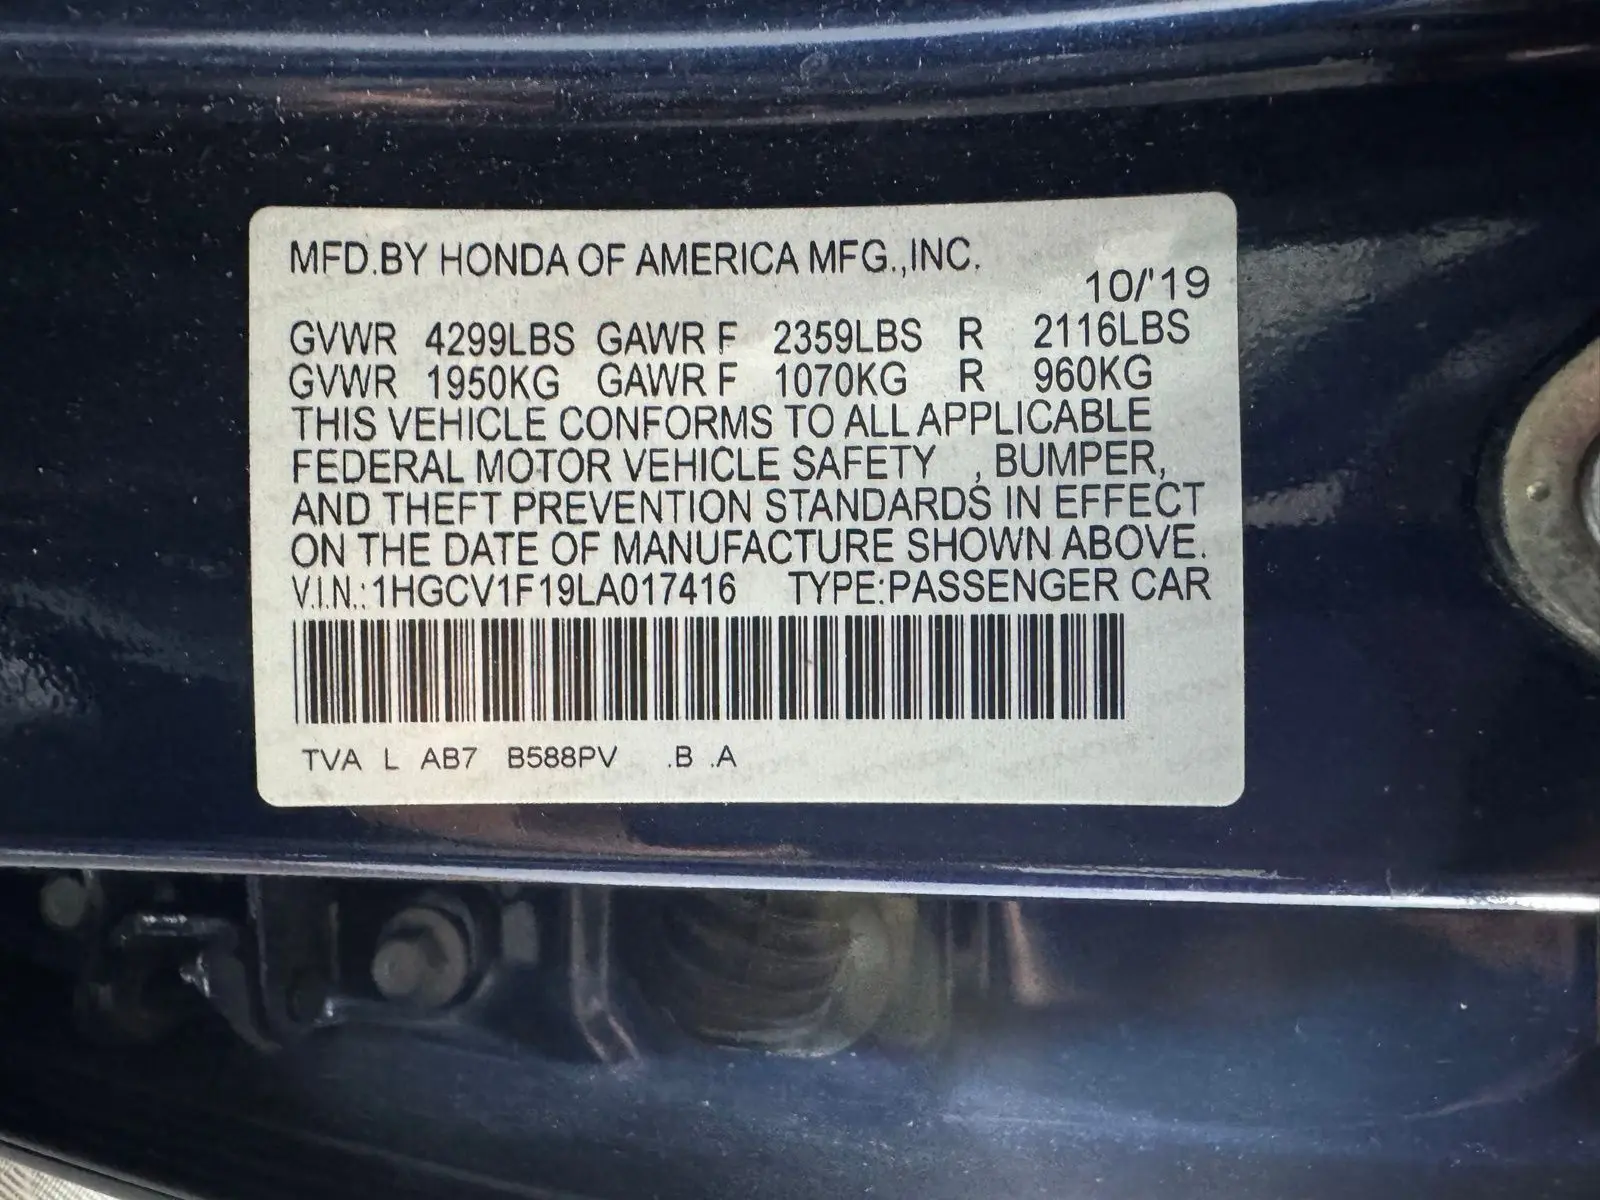 MFD.BY HONDA OF AMERICA MFG.,INC.
10/'19
GVWR 4299LBS GAWR F 2359LBS R 2116LBS
GVWR 1950KG GAWR F 1070KG R 960KG
THIS VEHICLE CONFORMS TO ALL APPLICABLE
FEDERAL MOTOR VEHICLE SAFETY , BUMPER,
AND THEFT PREVENTION STANDARDS IN EFFECT
ON THE DATE OF MANUFACTURE SHOWN ABOVE.
V.I.N.: 1HGCV1F19LA017416 TYPE:PASSENGER CAR
TVA L AB7 B588PV .B .A